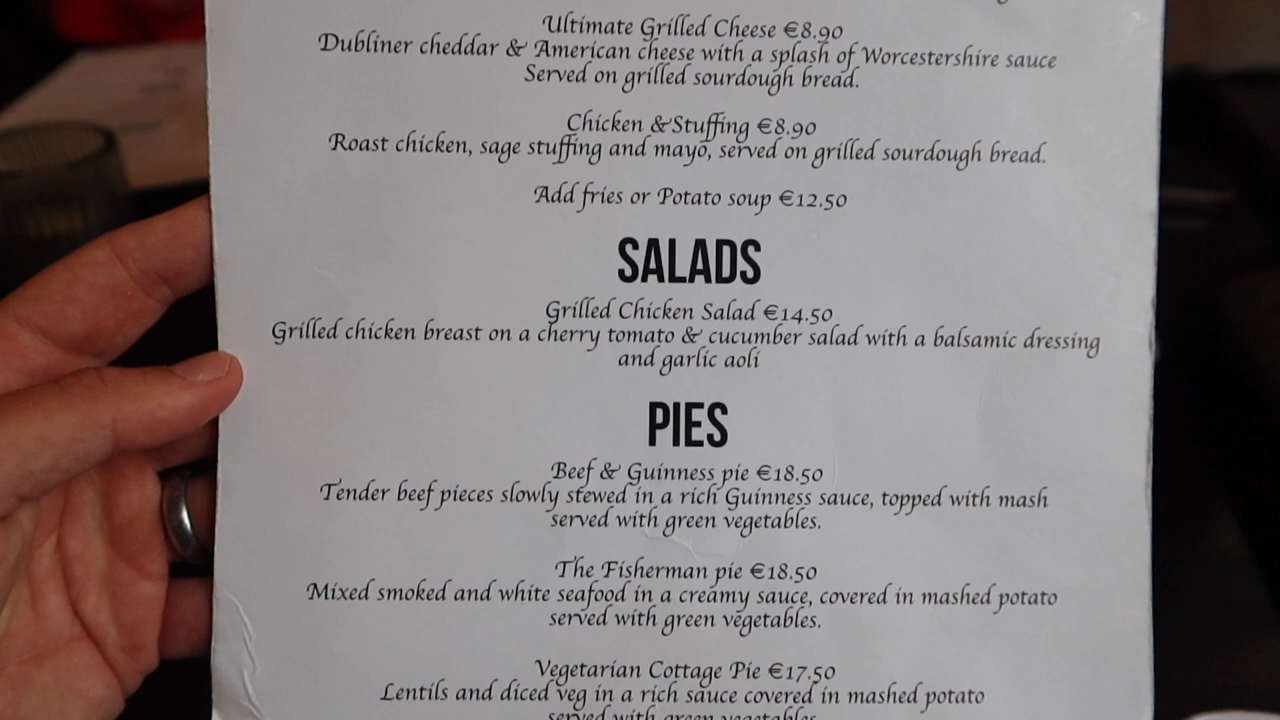 Ultimate Grilled Cheese €8.90
Dubliner cheddar & American cheese with a splash of Worcestershire sauce
Served on grilled sourdough bread.
Chicken &Stuffing €8.90
Roast chicken, sage stuffing and mayo, served on grilled sourdough bread.
Add fries or Potato soup €12.50
SALADS
Grilled Chicken Salad €14.50
Grilled chicken breast on a cherry tomato & cucumber salad with a balsamic dressing
and garlic aoli
PIES
Beef & Guinness pie €18.50
Tender beef pieces slowly stewed in a rich Guinness sauce, topped with mash
served with green vegetables.
The Fisherman pie €18.50
Mixed smoked and white seafood in a creamy sauce, covered in mashed potato
served with green vegetables.
Vegetarian Cottage Pie €17.50
Lentils and diced veg in a rich sauce covered in mashed potato
served with green vegetables.